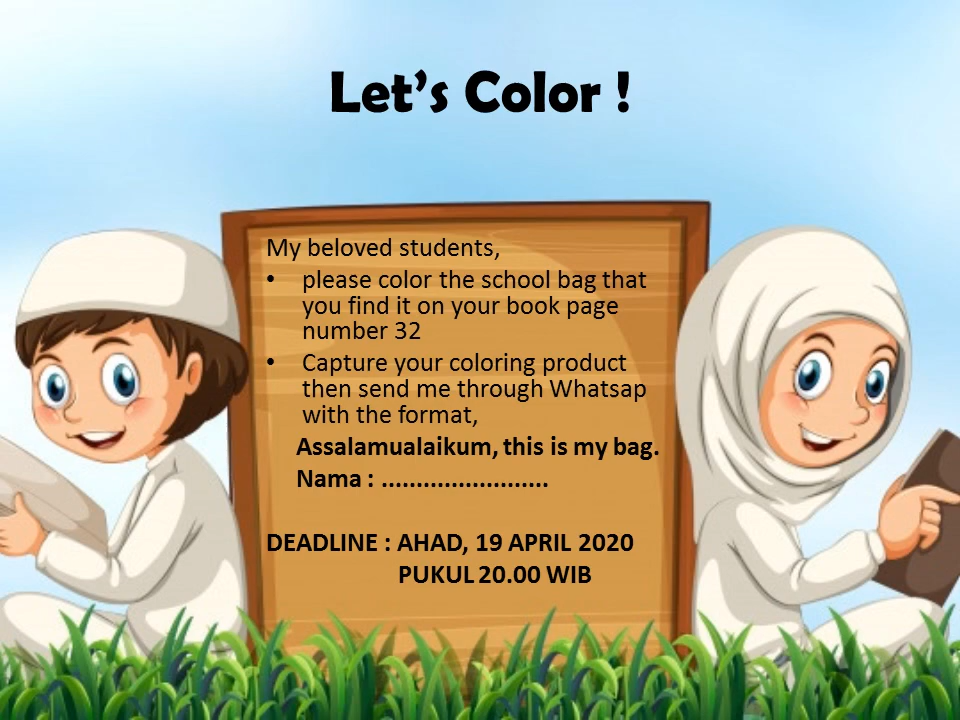 Let's Color !
My beloved students,
• please color the school bag that
you find it on your book page
number 32
• Capture your coloring product
then send me through Whatsap
with the format,
Assalamualaikum, this is my bag.
Nama : ........................
DEADLINE : AHAD, 19 APRIL 2020
PUKUL 20.00 WIB